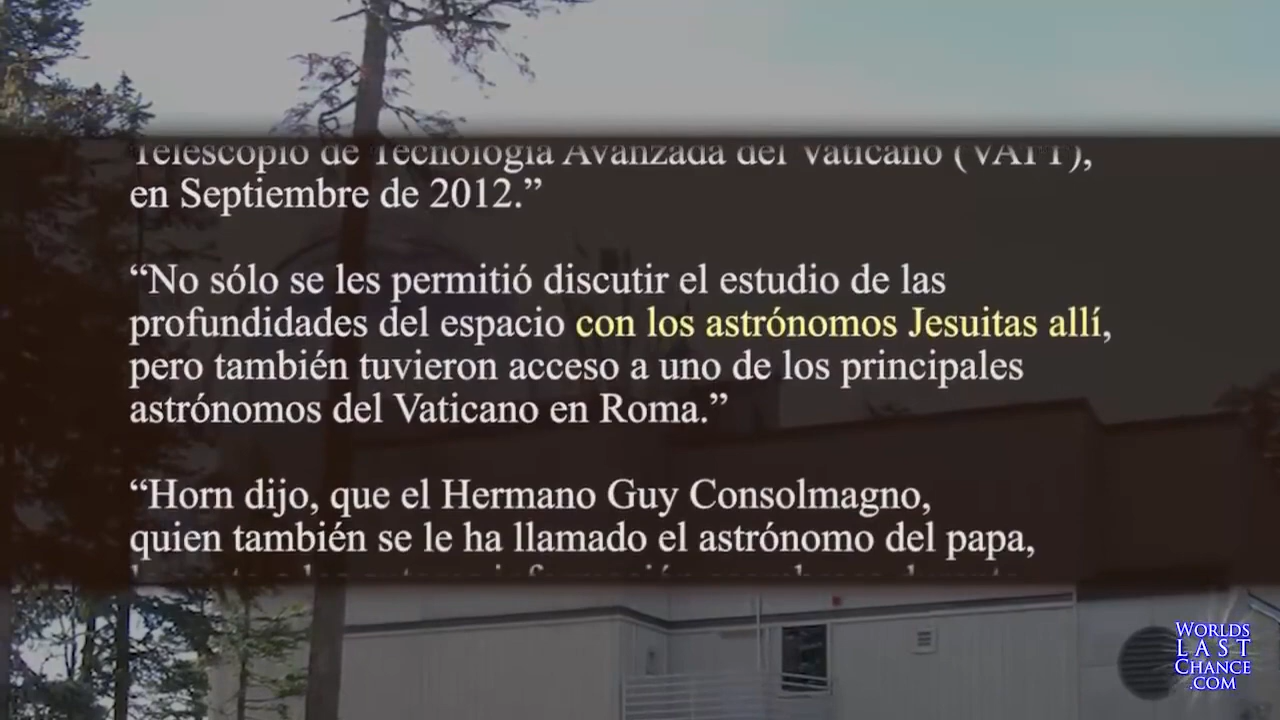 Telescopio de Tecnología Avanzada del Vaticano (VATT),
en Septiembre de 2012.”
“No sólo se les permitió discutir el estudio de las
profundidades del espacio con los astrónomos Jesuitas allí,
pero también tuvieron acceso a uno de los principales
astrónomos del Vaticano en Roma.”
“Horn dijo, que el Hermano Guy Consolmagno,
quien también se le ha llamado el astrónomo del papa,
WORLDS
LAST
CHANCE
.COM